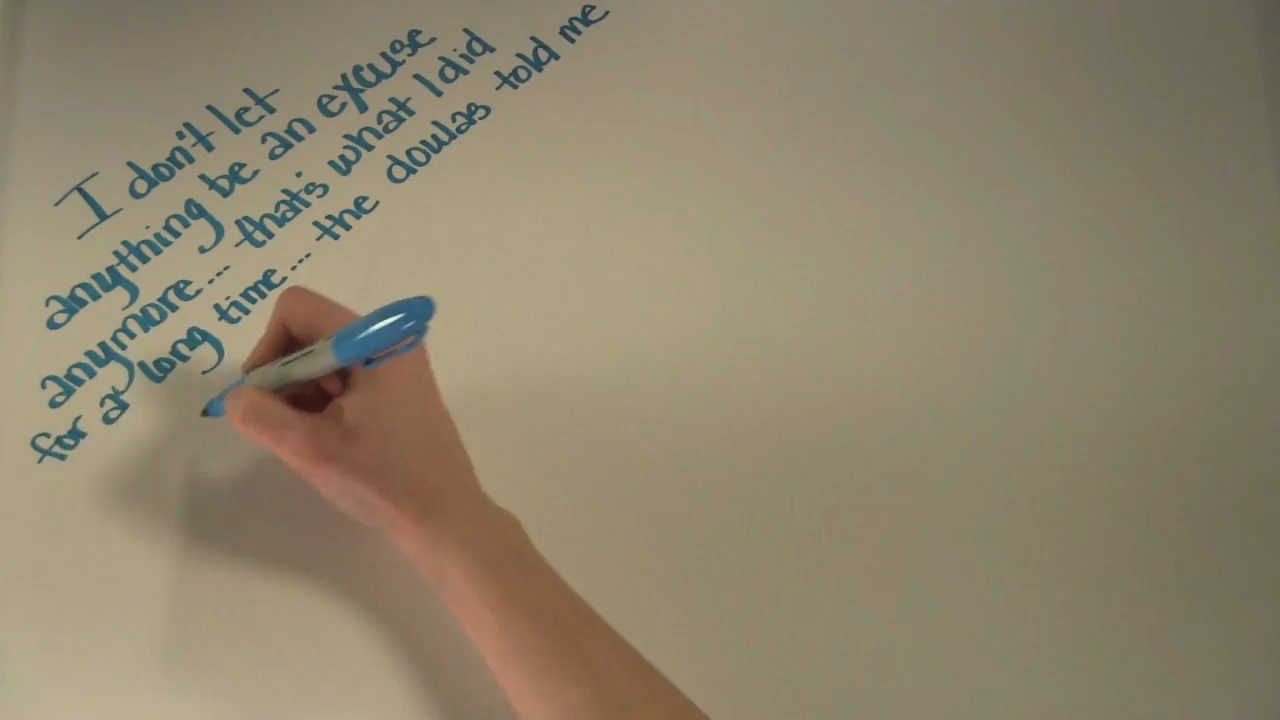 I don't let
anything be an excuse
anymore... that's what I did
for a long time... the doulas told me